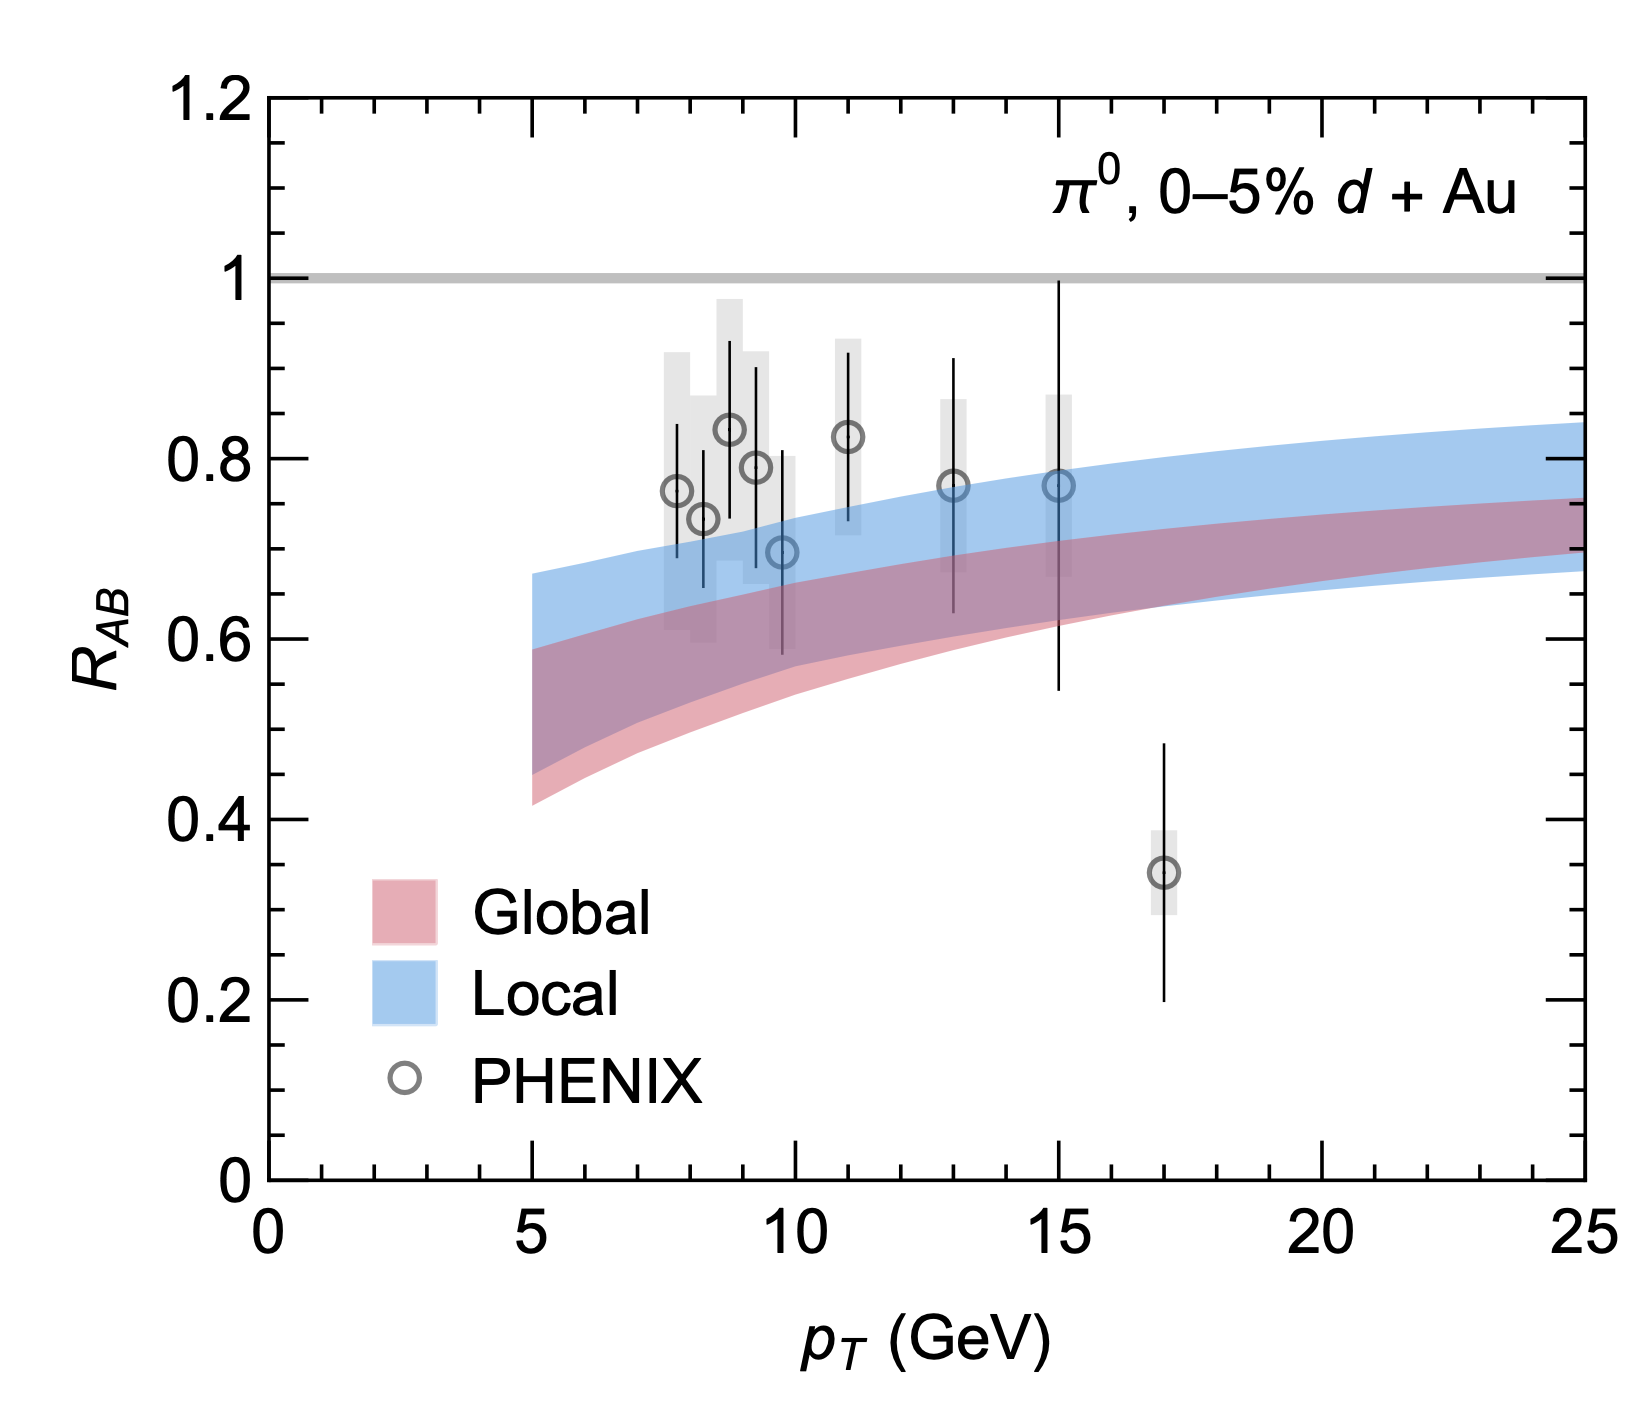 1.2
π⁰, 0–5% d + Au
1
0.8
R_AB
0.6
0.4
Global
0.2
Local
PHENIX
0
0 5 10 15 20 25
p_T (GeV)